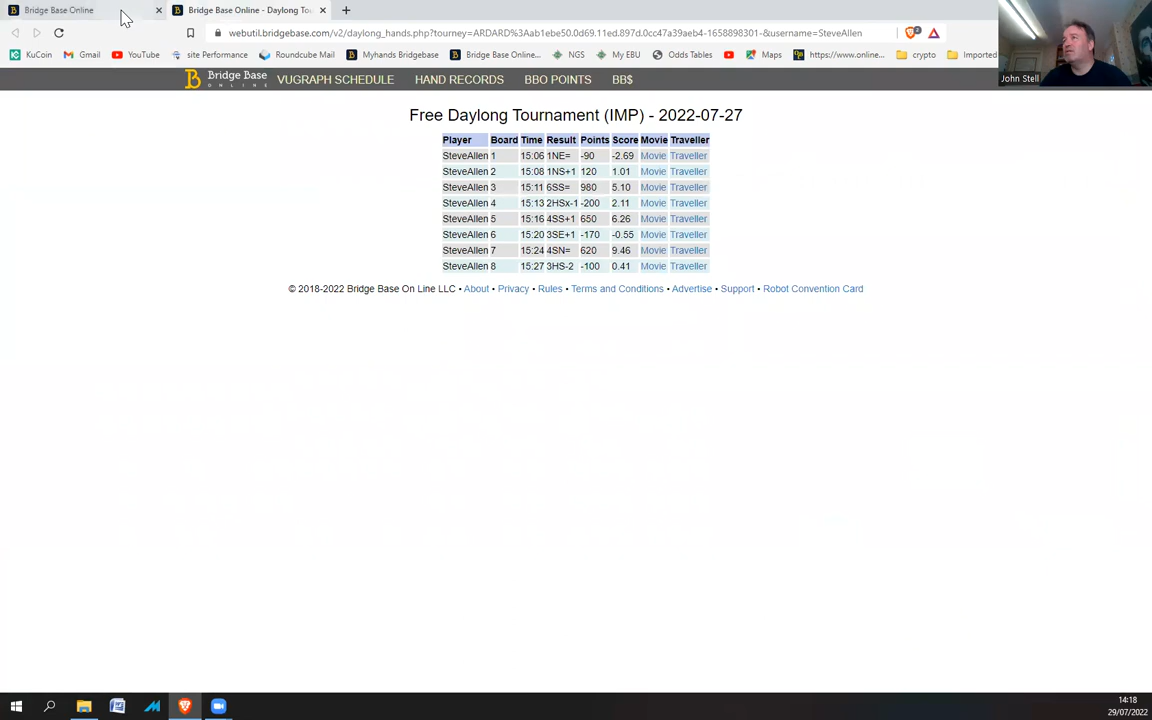 Bridge Base Online
Bridge Base Online - Daylong Tou
webutil.bridgebase.com/v2/daylong_hands.php?tourney=ARDARD%3Aab1ebe50.0d69.11ed.897d.0cc47a39aeb4-1658898301-&username=SteveAllen
2
KuCoin Gmail YouTube site Performance Roundcube Mail Myhands Bridgebase Bridge Base Online... NGS My EBU Odds Tables Maps https://www.online... crypto Imported
John Stell
Bridge Base
ONLINE
VUGRAPH SCHEDULE HAND RECORDS BBO POINTS BB$
Free Daylong Tournament (IMP) - 2022-07-27
Player Board Time Result Points Score Movie Traveller
SteveAllen 1 15:06 1NE= -90 -2.69 Movie Traveller
SteveAllen 2 15:08 1NS+1 120 1.01 Movie Traveller
SteveAllen 3 15:11 6SS= 980 5.10 Movie Traveller
SteveAllen 4 15:13 2HSx-1 -200 2.11 Movie Traveller
SteveAllen 5 15:16 4SS+1 650 6.26 Movie Traveller
SteveAllen 6 15:20 3SE+1 -170 -0.55 Movie Traveller
SteveAllen 7 15:24 4SN= 620 9.46 Movie Traveller
SteveAllen 8 15:27 3HS-2 -100 0.41 Movie Traveller
© 2018-2022 Bridge Base On Line LLC • About • Privacy • Rules • Terms and Conditions • Advertise • Support • Robot Convention Card
14:18
29/07/2022